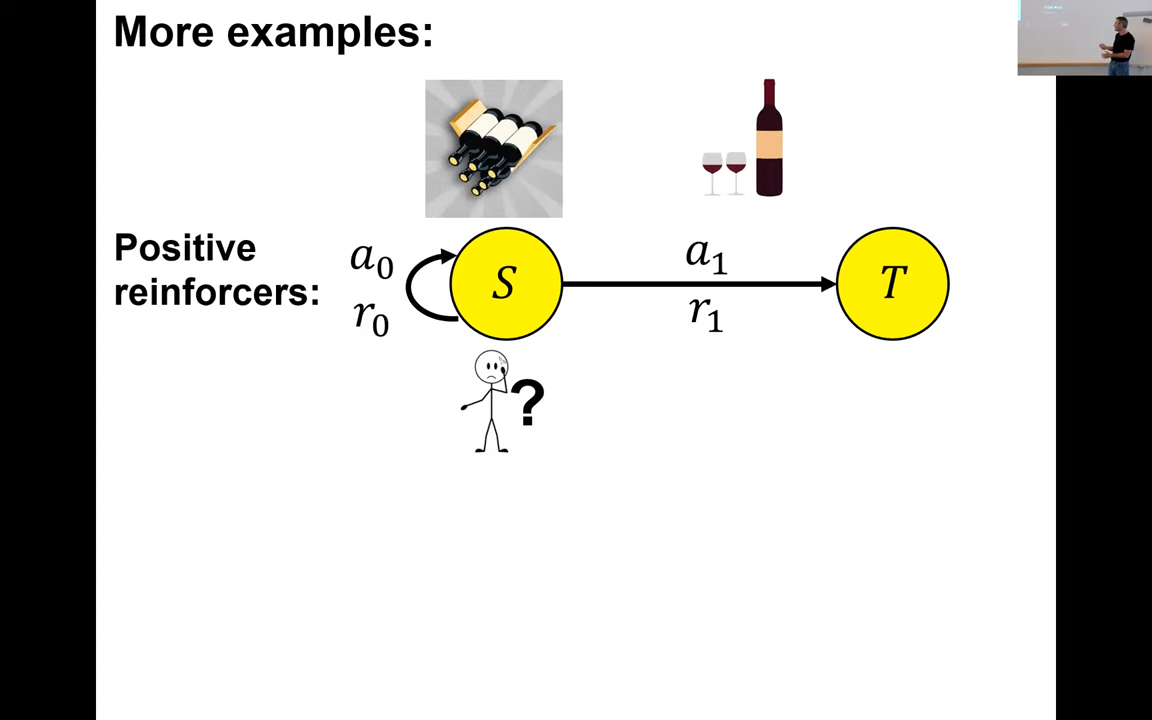 More examples:
Positive
reinforcers:
a₀
r₀
S
a₁
r₁
T
?